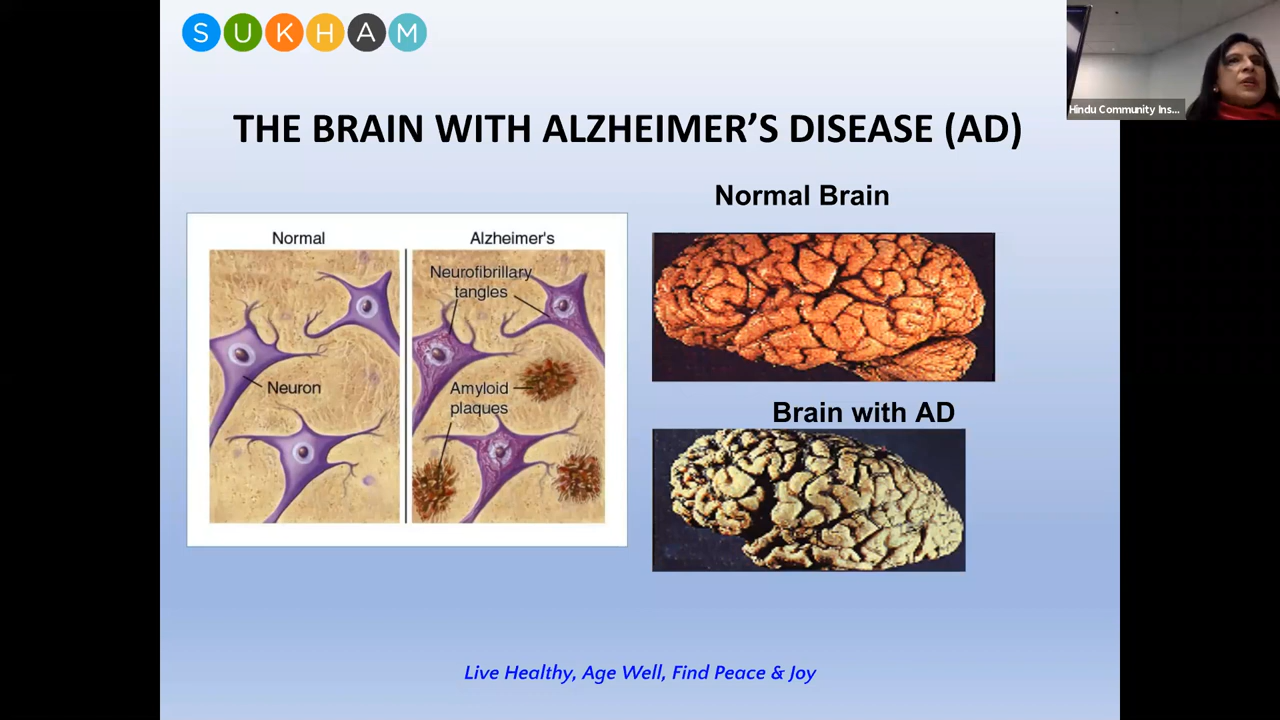 SUKHAM
Hindu Community Ins...
THE BRAIN WITH ALZHEIMER’S DISEASE (AD)
Normal Brain
Normal
Alzheimer's
Neurofibrillary
tangles
Neuron
Amyloid
plaques
Brain with AD
Live Healthy, Age Well, Find Peace & Joy